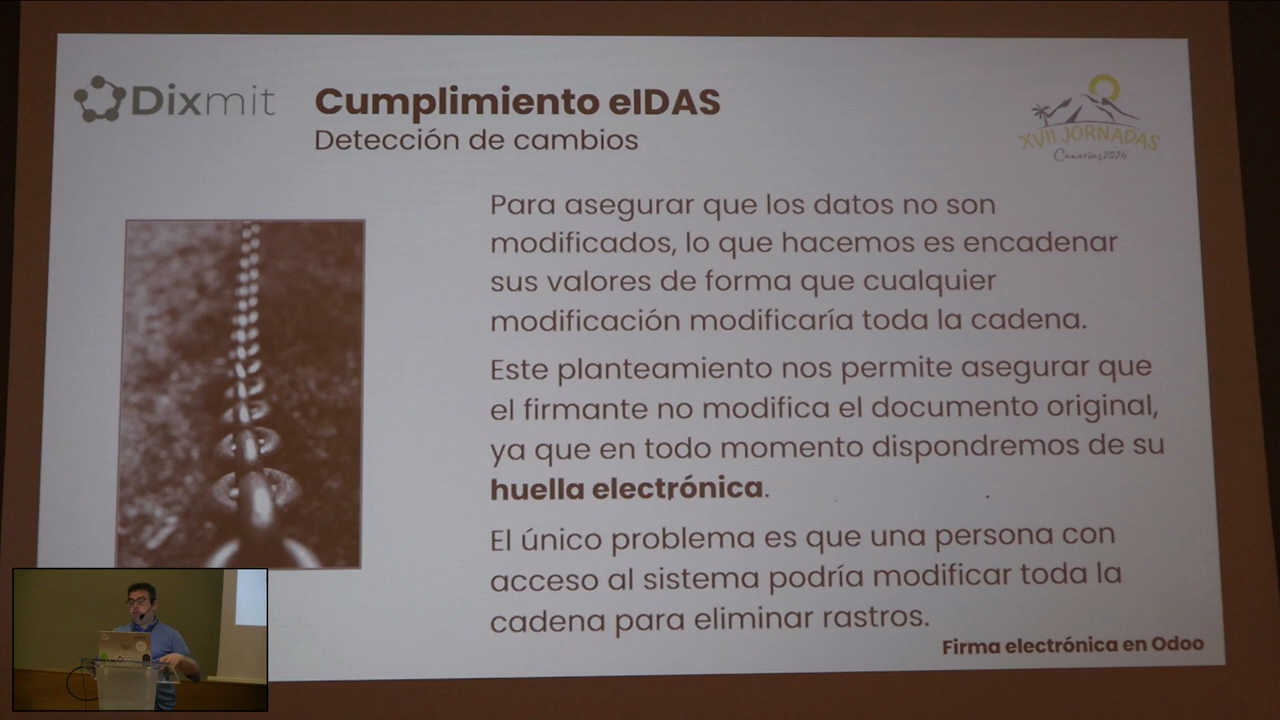 Dixmit
Cumplimiento eIDAS
Detección de cambios
XVII JORNADAS
Canarias2024
Para asegurar que los datos no son
modificados, lo que hacemos es encadenar
sus valores de forma que cualquier
modificación modificaría toda la cadena.
Este planteamiento nos permite asegurar que
el firmante no modifica el documento original,
ya que en todo momento dispondremos de su
huella electrónica.
El único problema es que una persona con
acceso al sistema podría modificar toda la
cadena para eliminar rastros.
Firma electrónica en Odoo